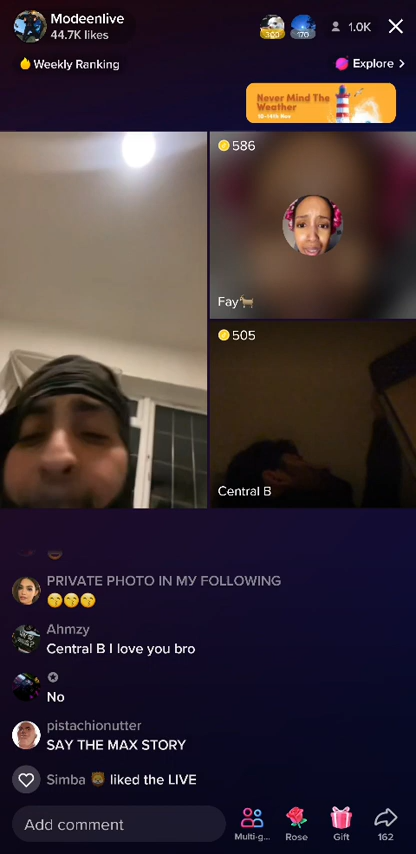 Modeenlive
44.7K likes
300
170
1.0K
Weekly Ranking
Explore
Never Mind The
Weather
586
Fay
505
Central B
PRIVATE PHOTO IN MY FOLLOWING
Ahmzy
Central B I love you bro
No
pistachionutter
SAY THE MAX STORY
Simba liked the LIVE
Add comment
Multi-g...
Rose
Gift
162